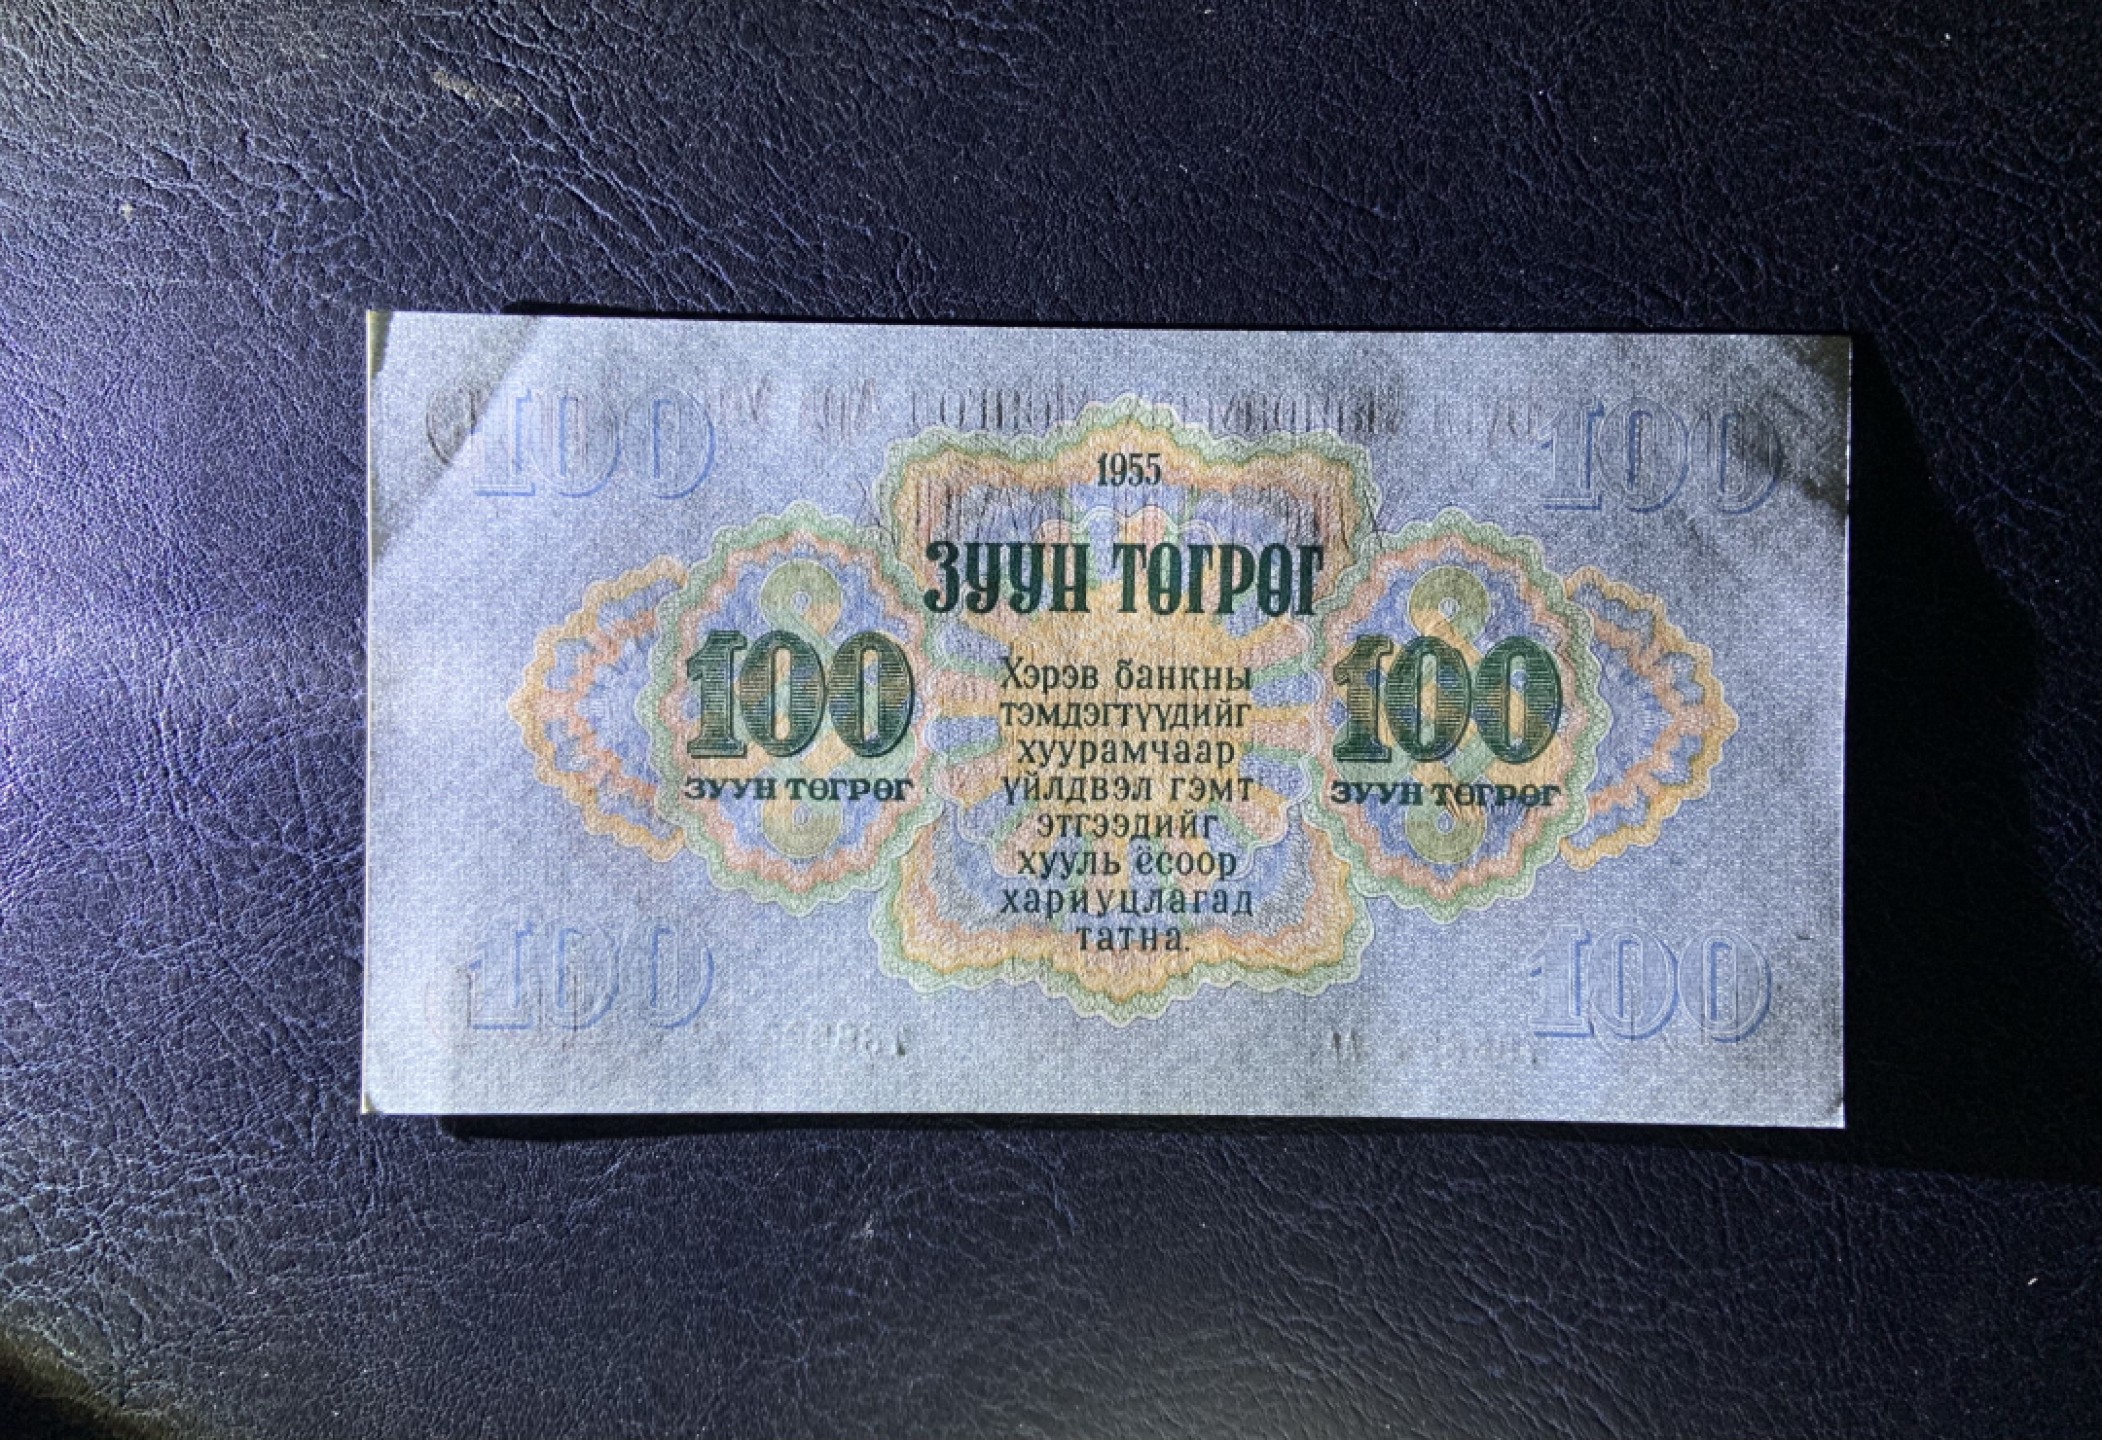 100 100
1955
ЗУУН ТӨГРӨГ
100 100
ЗУУН ТӨГРӨГ ЗУУН ТӨГРӨГ
Хэрэв банкны
тэмдэгтүүдийг
хуурамчаар
үйлдвэл гэмт
этгээдийг
хууль ёсоор
хариуцлагад
татна.
100 100